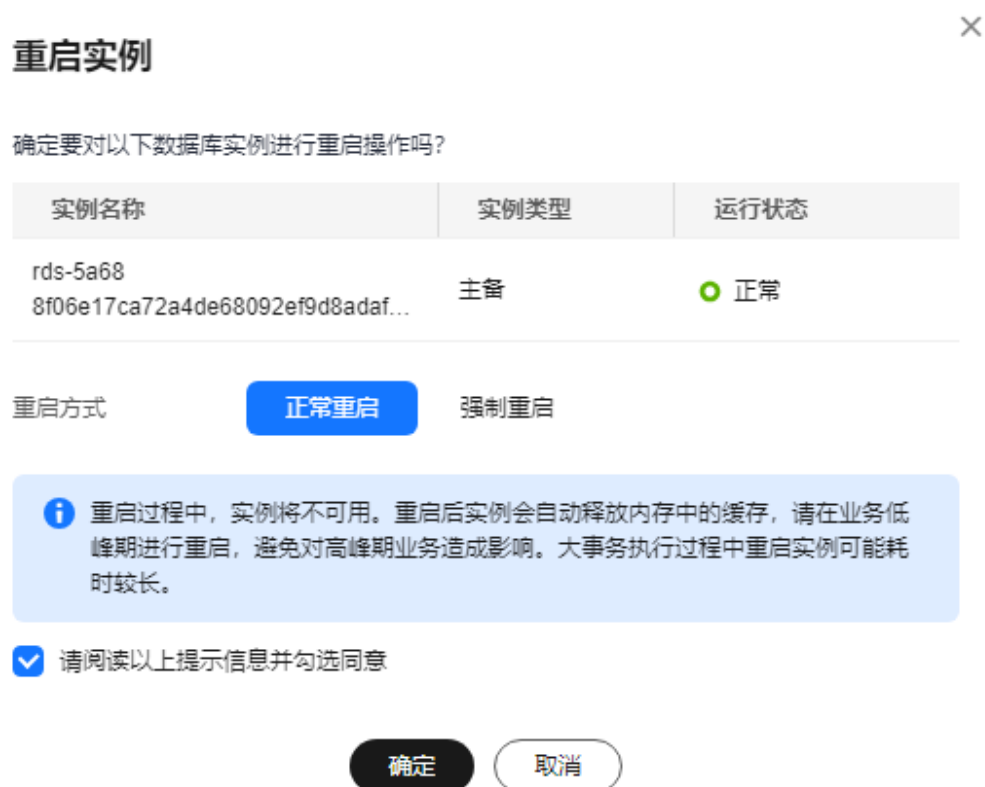 重启实例
确定要对以下数据库实例进行重启操作吗?
实例名称 实例类型 运行状态
rds-5a68
8f06e17ca72a4de68092ef9d8adaf...
主备
正常
重启方式 正常重启 强制重启
重启过程中，实例将不可用。重启后实例会自动释放内存中的缓存，请在业务低
峰期进行重启，避免对高峰期业务造成影响。大事务执行过程中重启实例可能耗
时较长。
请阅读以上提示信息并勾选同意
确定 取消